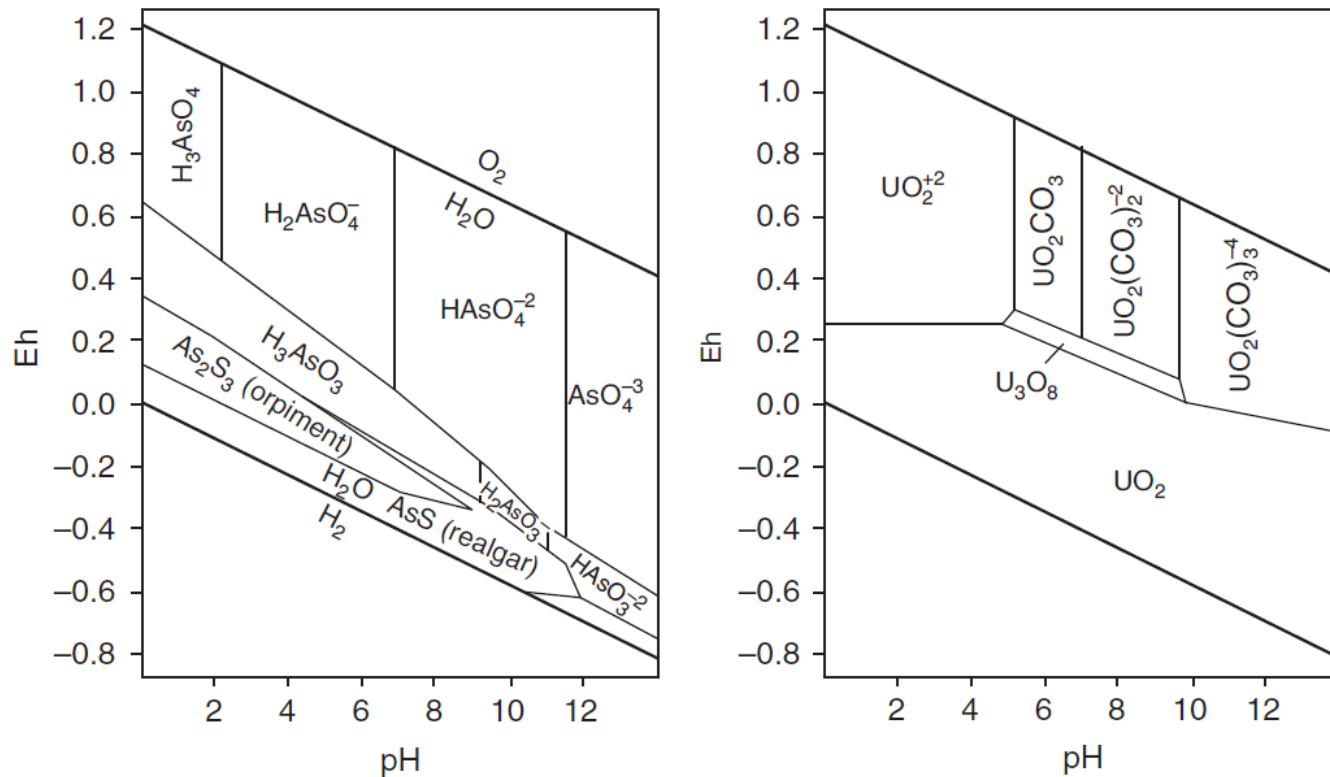 Eh
1.2
1.0
0.8
0.6
0.4
0.2
0.0
−0.2
−0.4
−0.6
−0.8
H₃AsO₄
H₂AsO₄⁻
O₂
H₂O
HAsO₄⁻²
AsO₄⁻³
H₃AsO₃
As₂S₃ (orpiment)
H₂O
H₂
AsS (realgar)
H₂AsO₃⁻
HAsO₃⁻²
2 4 6 8 10 12
pH
Eh
1.2
1.0
0.8
0.6
0.4
0.2
0.0
−0.2
−0.4
−0.6
−0.8
UO₂⁺²
UO₂CO₃
UO₂(CO₃)₂⁻²
UO₂(CO₃)₃⁻⁴
U₃O₈
UO₂
2 4 6 8 10 12
pH